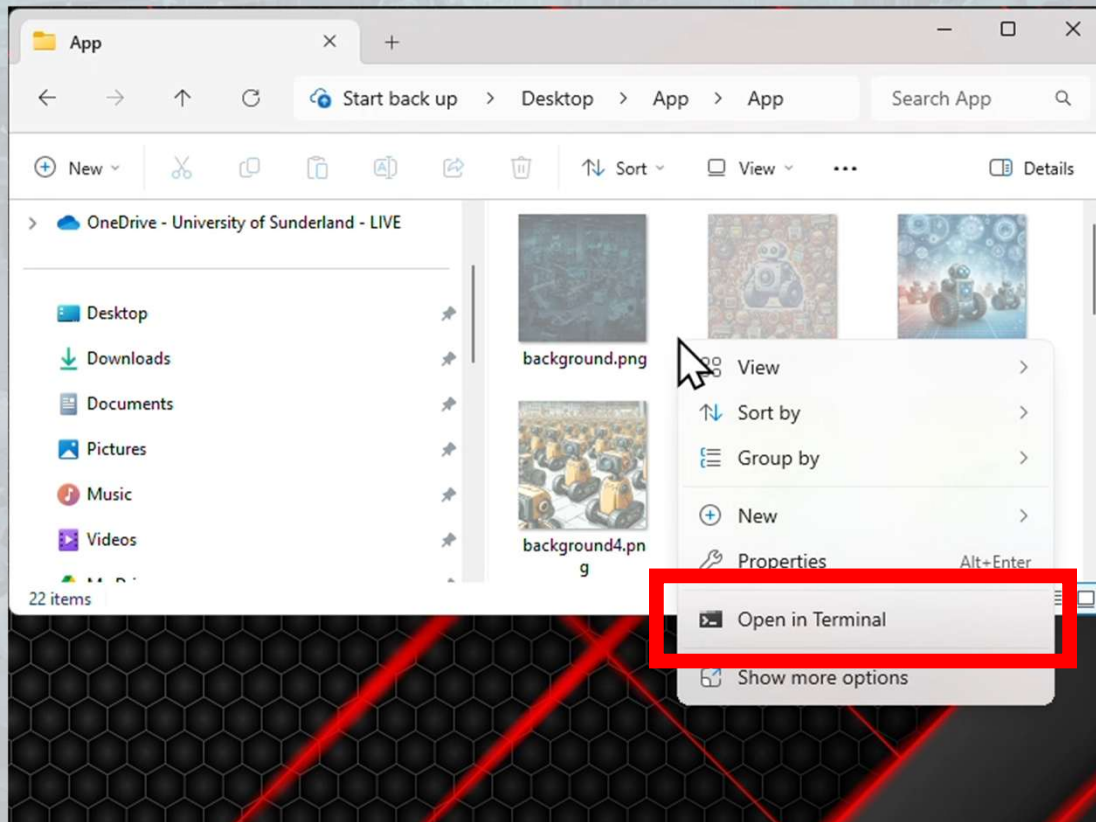 App
Start back up > Desktop > App > App
Search App
New
Sort
View
Details
OneDrive - University of Sunderland - LIVE
Desktop
Downloads
Documents
Pictures
Music
Videos
22 items
background.png
background4.pn
g
View
Sort by
Group by
New
Properties Alt+Enter
Open in Terminal
Show more options